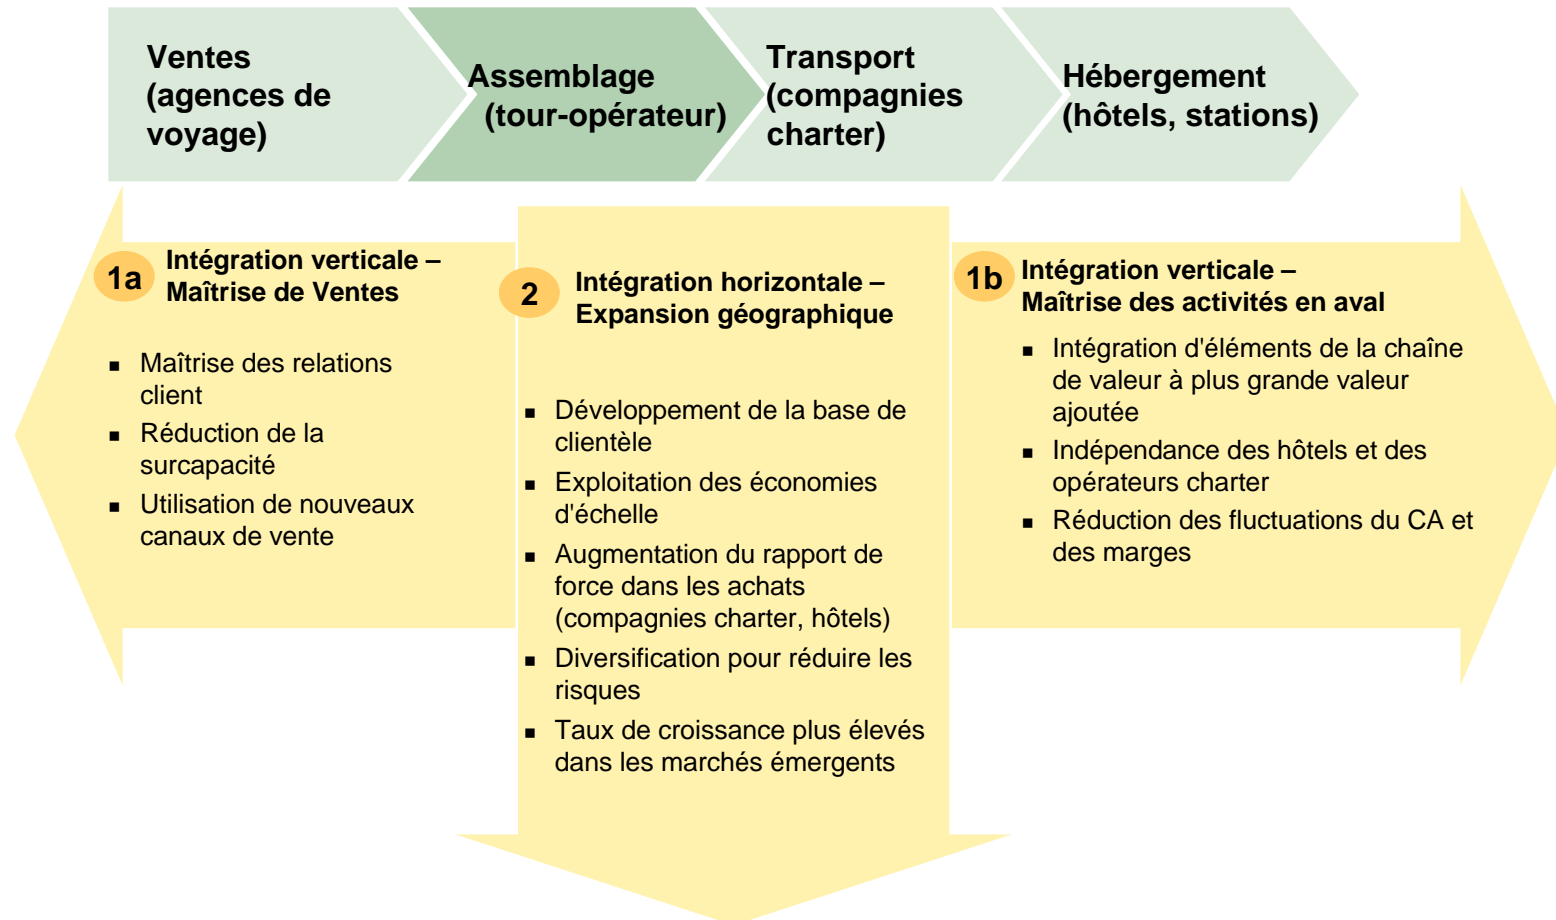 Ventes
(agences de
voyage)
Assemblage
(tour-opérateur)
Transport
(compagnies
charter)
Hébergement
(hôtels, stations)
1a
Intégration verticale –
Maîtrise de Ventes
▪ Maîtrise des relations
client
▪ Réduction de la
surcapacité
▪ Utilisation de nouveaux
canaux de vente
2
Intégration horizontale –
Expansion géographique
▪ Développement de la base de
clientèle
▪ Exploitation des économies
d'échelle
▪ Augmentation du rapport de
force dans les achats
(compagnies charter, hôtels)
▪ Diversification pour réduire les
risques
▪ Taux de croissance plus élevés
dans les marchés émergents
1b
Intégration verticale –
Maîtrise des activités en aval
▪ Intégration d'éléments de la chaîne
de valeur à plus grande valeur
ajoutée
▪ Indépendance des hôtels et des
opérateurs charter
▪ Réduction des fluctuations du CA et
des marges